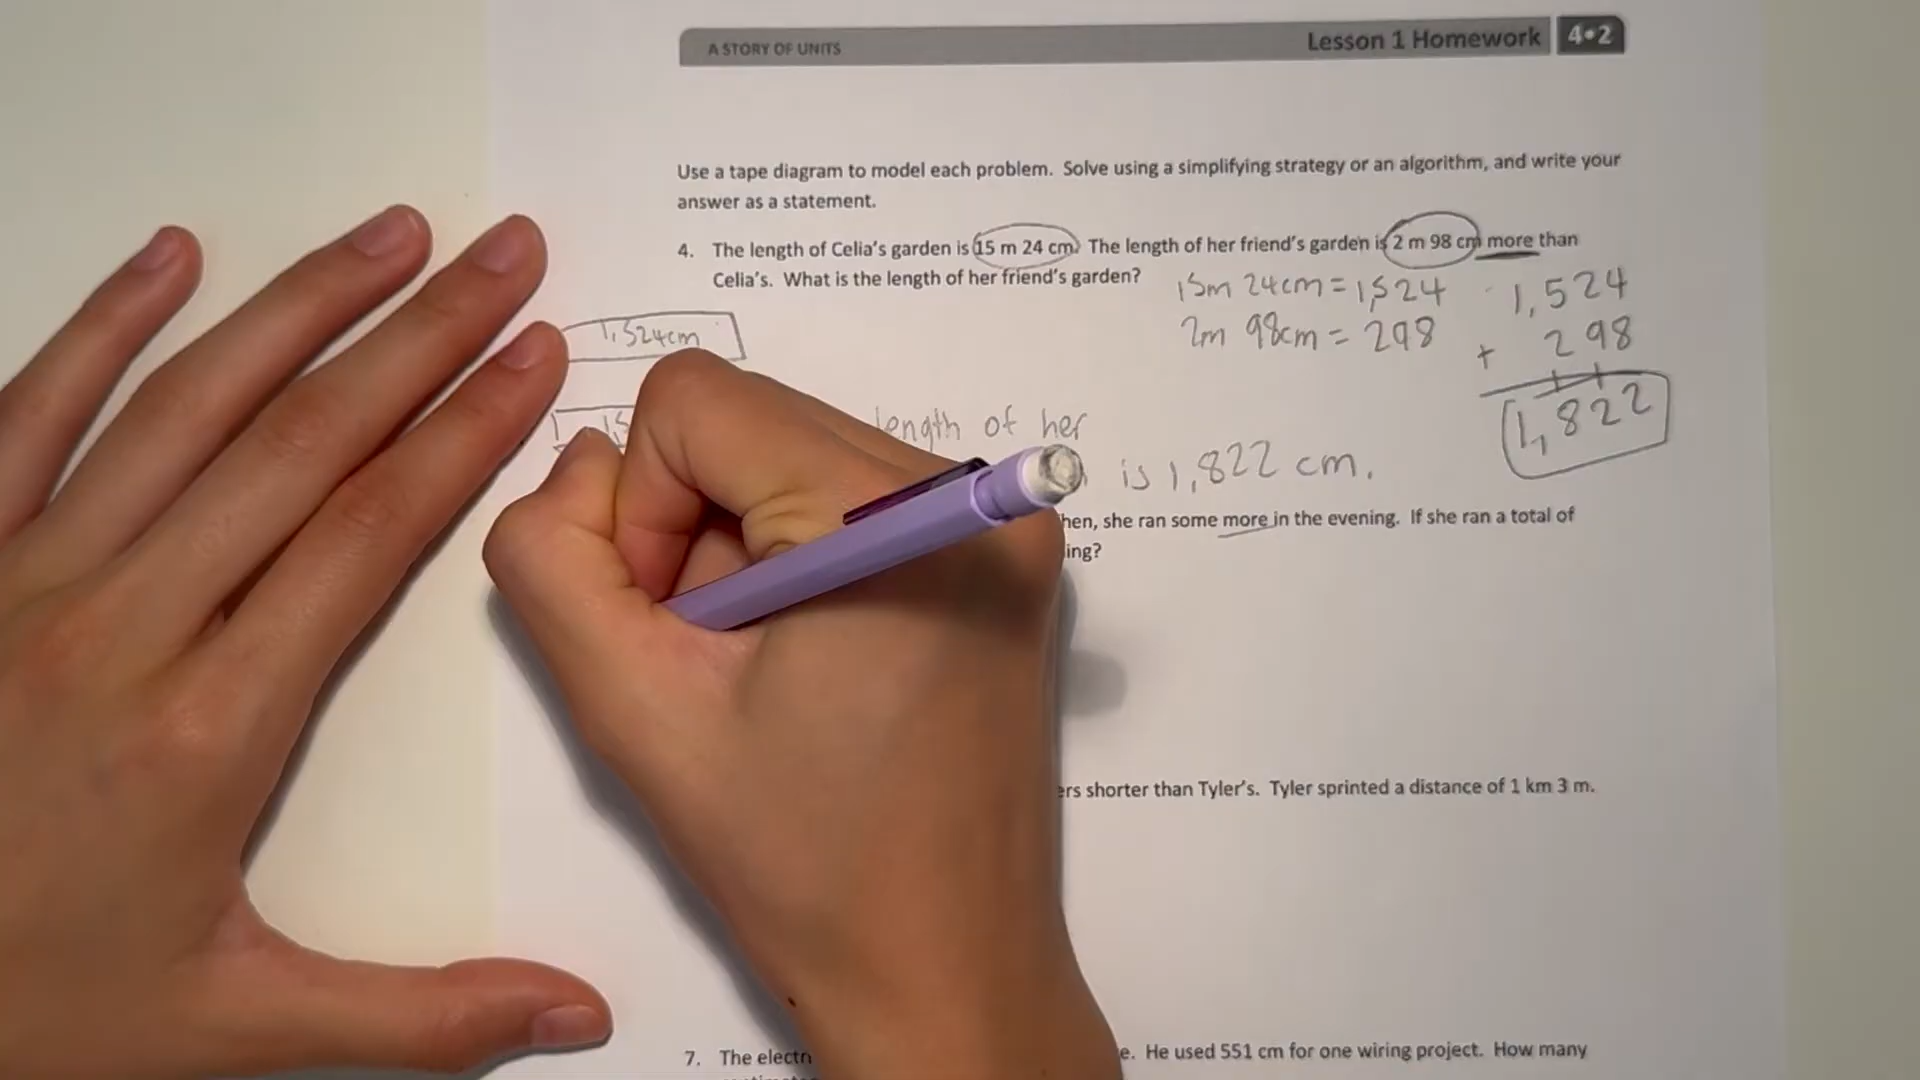 A STORY OF UNITS
Lesson 1 Homework 4•2
Use a tape diagram to model each problem. Solve using a simplifying strategy or an algorithm, and write your
answer as a statement.
4. The length of Celia's garden is 15 m 24 cm. The length of her friend's garden is 2 m 98 cm more than
Celia's. What is the length of her friend's garden?
15m 24cm = 1,524
2m 98cm = 298
1,524
+ 298
1,822
1,524cm
length of her
is 1,822 cm.
she ran some more in the evening. If she ran a total of
shorter than Tyler's. Tyler sprinted a distance of 1 km 3 m.
7. The
He used 551 cm for one wiring project. How many